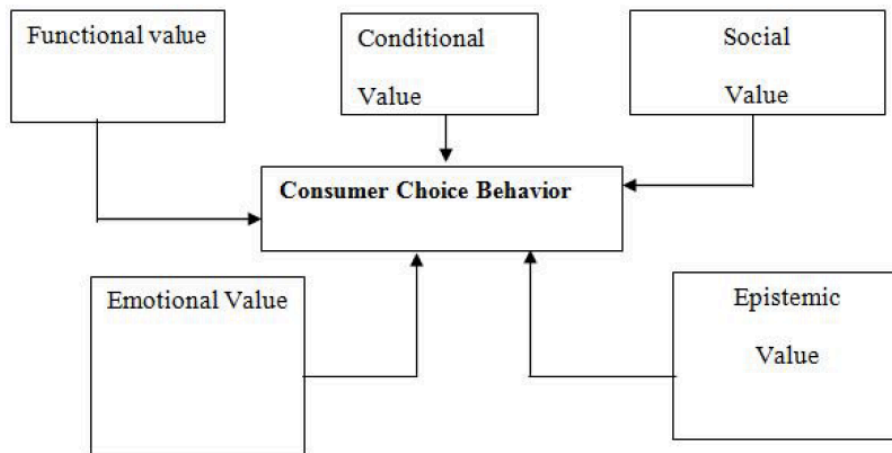 Functional value
Conditional
Value
Social
Value
Consumer Choice Behavior
Emotional Value
Epistemic
Value